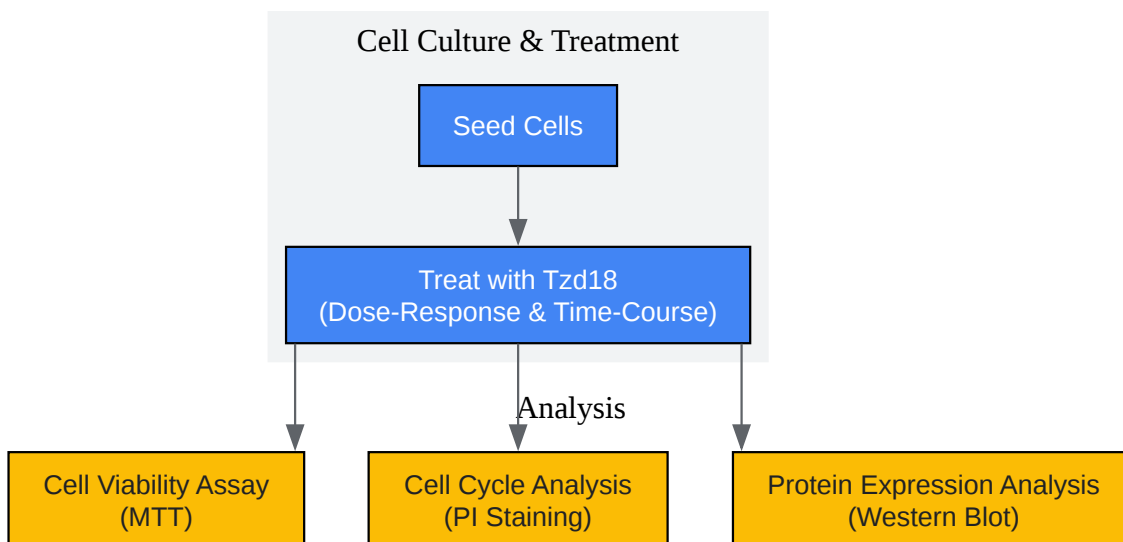 Cell Culture & Treatment
Seed Cells
Treat with Tzd18
(Dose-Response & Time-Course)
Analysis
Cell Viability Assay
(MTT)
Cell Cycle Analysis
(PI Staining)
Protein Expression Analysis
(Western Blot)